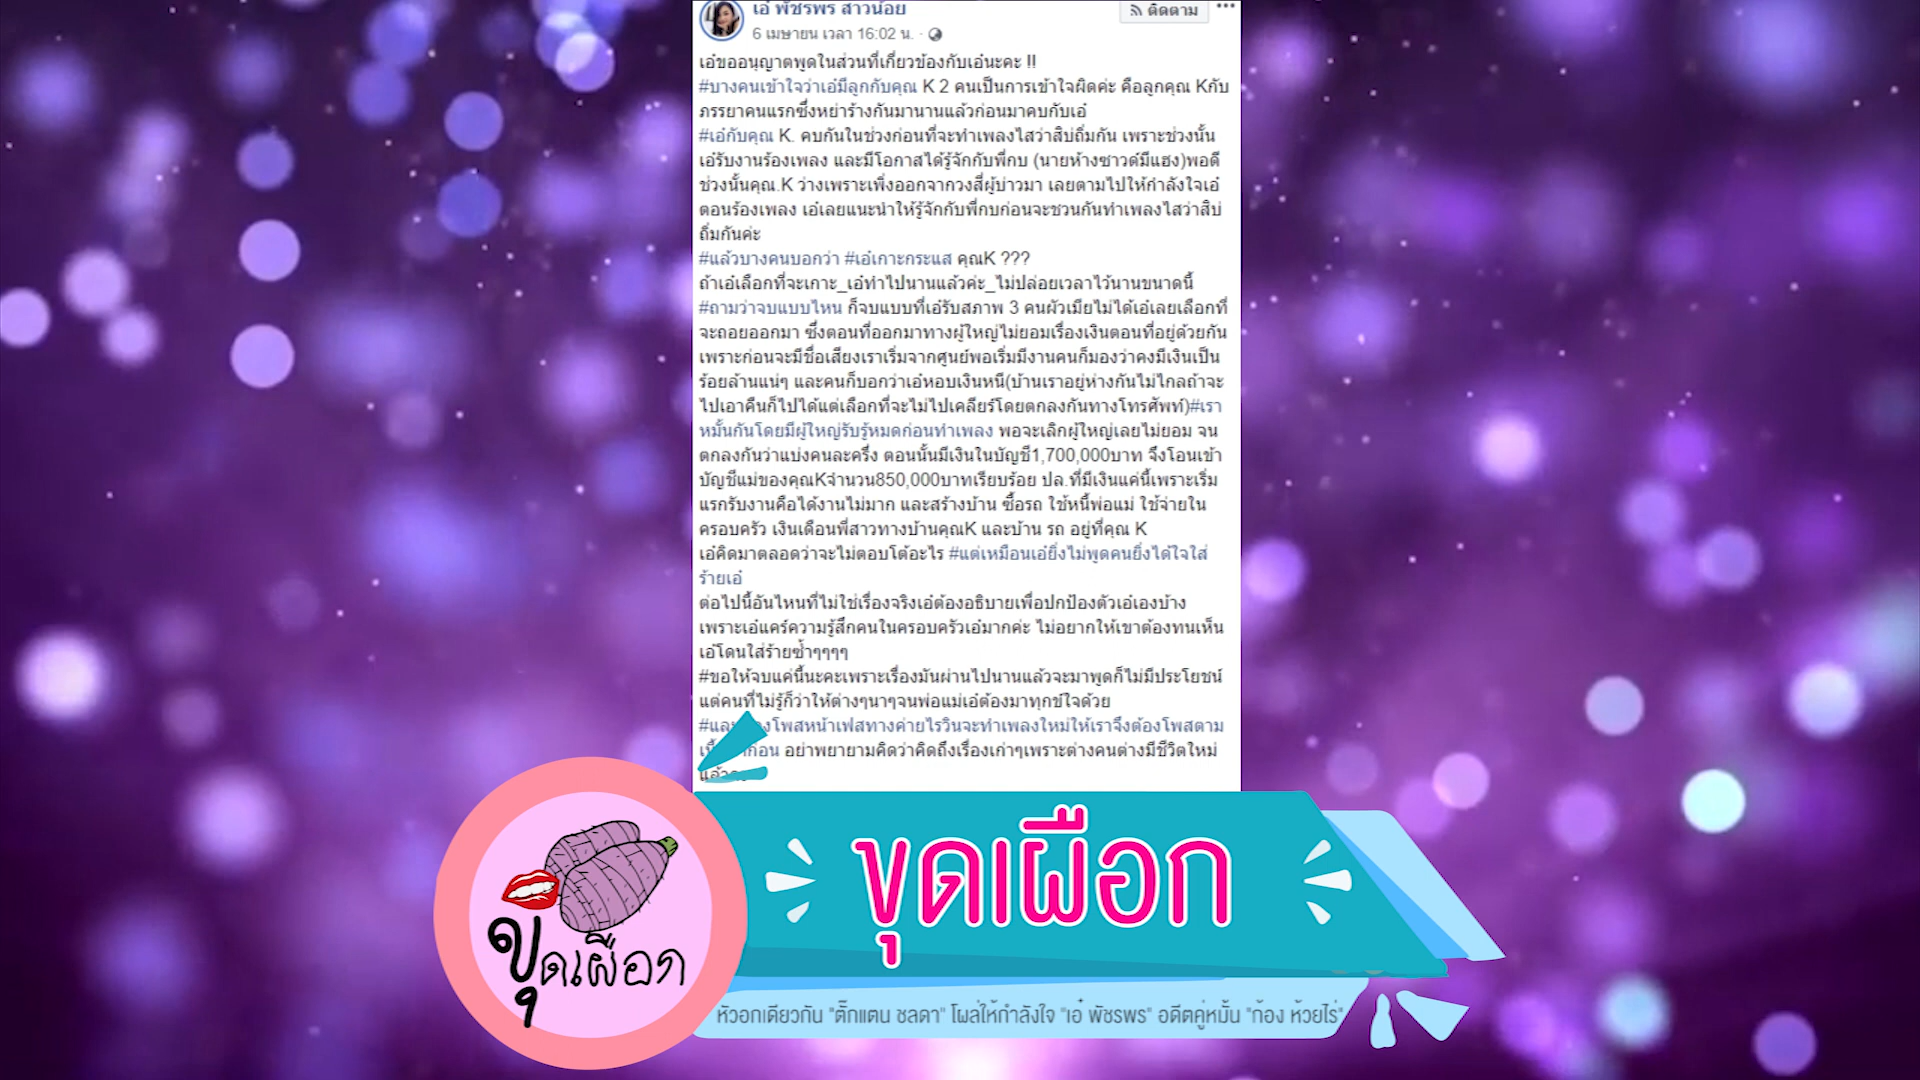 เอ๋ พัชรพร สาวน้อย
ติดตาม
6 เมษายน เวลา 16:02 น.
เอ๋ขออนุญาตพูดในส่วนที่เกี่ยวข้องกับเอ๋นะคะ !!
#บางคนเข้าใจว่าเอ๋มีลูกกับคุณ K 2 คนเป็นการเข้าใจผิดค่ะ คือลูกคุณ Kกับ
ภรรยาคนแรกซึ่งหย่าร้างกันมานานแล้วก่อนมาคบกับเอ๋
#เอ๋กับคุณ K. คบกันในช่วงก่อนที่จะทำเพลงไสว่าสิบ่ถิ่มกัน เพราะช่วงนั้น
เอ๋รับงานร้องเพลง และมีโอกาสได้รู้จักกับพี่กบ (นายห้างซาวด์มีแฮง)พอดี
ช่วงนั้นคุณ.K ว่างเพราะเพิ่งออกจากวงสี่ผู้บ่าวมา เลยตามไปให้กำลังใจเอ๋
ตอนร้องเพลง เอ๋เลยแนะนำให้รู้จักกับพี่กบก่อนจะชวนกันทำเพลงไสว่าสิบ่
ถิ่มกันค่ะ
#แล้วบางคนบอกว่า #เอ๋เกาะกระแส คุณK ???
ถ้าเอ๋เลือกที่จะเกาะ_เอ๋ทำไปนานแล้วค่ะ_ไม่ปล่อยเวลาไว้นานขนาดนี้
#ถามว่าจบแบบไหน ก็จบแบบที่เอ๋รับสภาพ 3 คนผัวเมียไม่ได้เอ๋เลยเลือกที่
จะถอยออกมา ซึ่งตอนที่ออกมาทางผู้ใหญ่ไม่ยอมเรื่องเงินตอนที่อยู่ด้วยกัน
เพราะก่อนจะมีชื่อเสียงเราเริ่มจากศูนย์พอเริ่มมีงานคนก็มองว่าคงมีเงินเป็น
ร้อยล้านแน่ๆ และคนก็บอกว่าเอ๋หอบเงินหนี(บ้านเราอยู่ห่างกันไม่ไกลถ้าจะ
ไปเอาคืนก็ไปได้แต่เลือกที่จะไม่ไปเคลียร์โดยตกลงกันทางโทรศัพท์)#เรา
หมั้นกันโดยมีผู้ใหญ่รับรู้หมดก่อนทำเพลง พอจะเลิกผู้ใหญ่เลยไม่ยอม จน
ตกลงกันว่าแบ่งคนละครึ่ง ตอนนั้นมีเงินในบัญชี1,700,000บาท จึงโอนเข้า
บัญชีแม่ของคุณKจำนวน850,000บาทเรียบร้อย ปล.ที่มีเงินแค่นี้เพราะเริ่ม
แรกรับงานคือได้งานไม่มาก และสร้างบ้าน ซื้อรถ ใช้หนี้พ่อแม่ ใช้จ่ายใน
ครอบครัว เงินเดือนพี่สาวทางบ้านคุณK และบ้าน รถ อยู่ที่คุณ K
เอ๋คิดมาตลอดว่าจะไม่ตอบโต้อะไร #แต่เหมือนเอ๋ยิ่งไม่พูดคนยิ่งได้ใจใส่
ร้ายเอ๋
ต่อไปนี้อันไหนที่ไม่ใช่เรื่องจริงเอ๋ต้องอธิบายเพื่อปกป้องตัวเอ๋เองบ้าง
เพราะเอ๋แคร์ความรู้สึกคนในครอบครัวเอ๋มากค่ะ ไม่อยากให้เขาต้องทนเห็น
เอ๋โดนใส่ร้ายซ้ำๆๆๆๆ
#ขอให้จบแค่นี้นะคะเพราะเรื่องมันผ่านไปนานแล้วจะมาพูดก็ไม่มีประโยชน์
แต่คนที่ไม่รู้ก็ว่าให้ต่างๆนาๆจนพ่อแม่เอ๋ต้องมาทุกข์ใจด้วย
โพสหน้าเฟสทางค่ายไรวินจะทำเพลงใหม่ให้เราจึงต้องโพสตาม
ก่อน อย่าพยายามคิดว่าคิดถึงเรื่องเก่าๆเพราะต่างคนต่างมีชีวิตใหม่
ขุดเผือก
ขุดเผือก
หัวอกเดียวกัน "ตั๊กแตน ชลดา" โผล่ให้กำลังใจ "เอ๋ พัชรพร" อดีตคู่หมั้น "ก้อง ห้วยไร่"